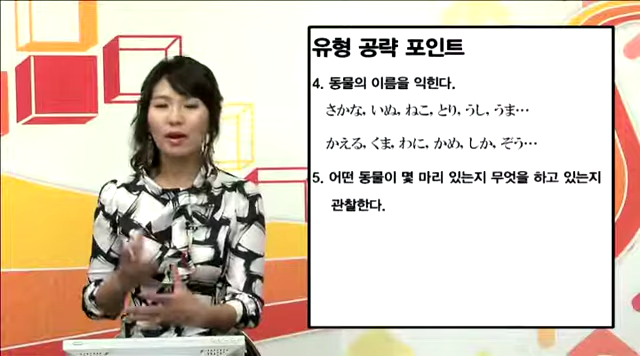 유형 공략 포인트
4. 동물의 이름을 익힌다.
さかな, いぬ, ねこ, とり, うし, うま…
かえる, くま, わに, かめ, しか, ぞう…
5. 어떤 동물이 몇 마리 있는지 무엇을 하고 있는지
관찰한다.